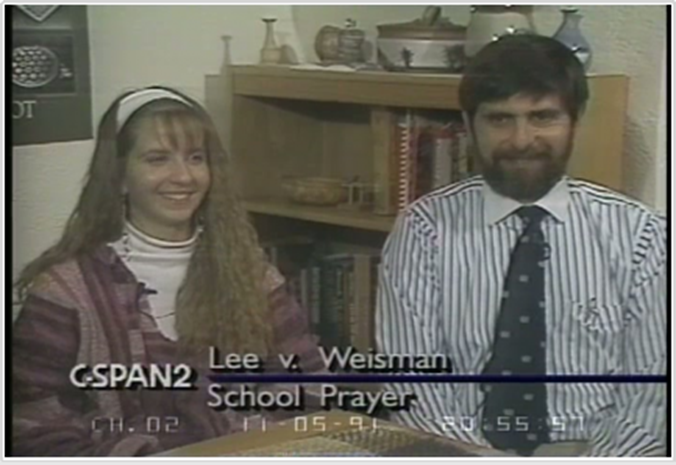 OT
Lee v. Weisman
C-SPAN2
School Prayer
CH.02 11-05-91 20:55:57